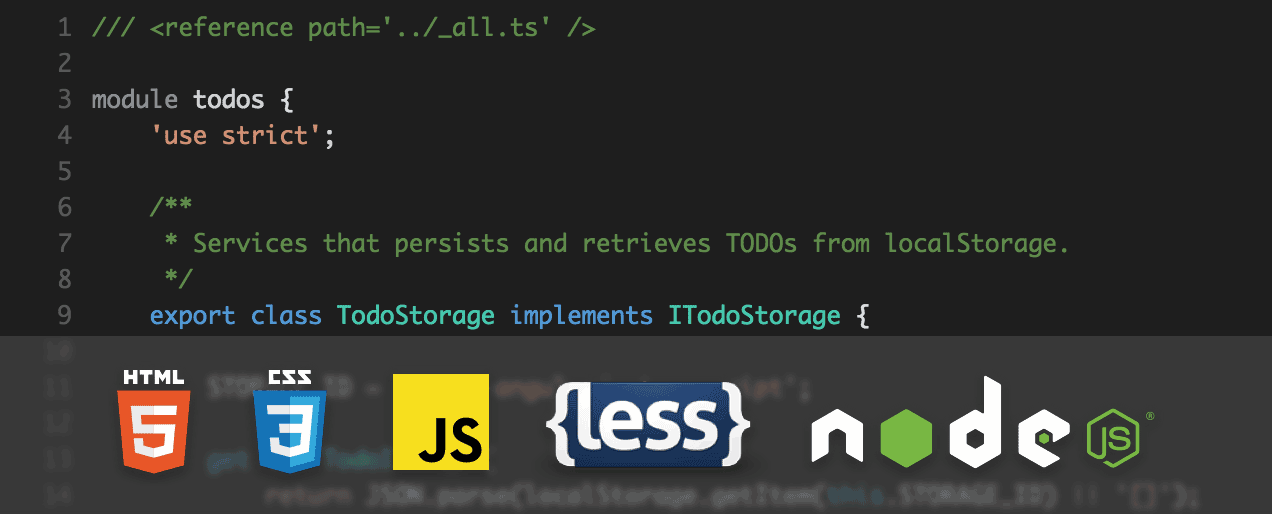 1 /// <reference path='../_all.ts' />
2
3 module todos {
4 'use strict';
5
6 /**
7 * Services that persists and retrieves TODOs from localStorage.
8 */
9 export class TodoStorage implements ITodoStorage {
10
11 STORAGE_ID =
12
13 get
14 return JSON.parse(localStorage.getItem(this.STORAGE_ID) || '[]');
HTML CSS
5 3 JS {less} node JS ®